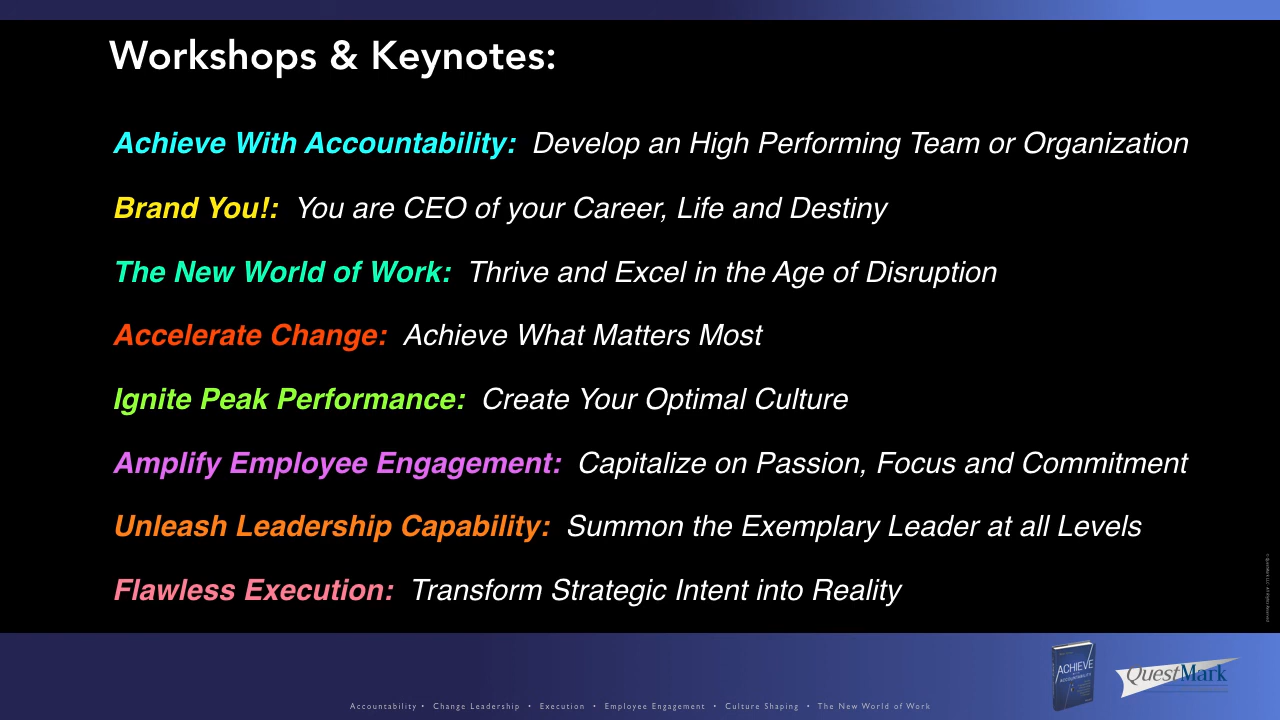 Workshops & Keynotes:
Achieve With Accountability: Develop an High Performing Team or Organization
Brand You!: You are CEO of your Career, Life and Destiny
The New World of Work: Thrive and Excel in the Age of Disruption
Accelerate Change: Achieve What Matters Most
Ignite Peak Performance: Create Your Optimal Culture
Amplify Employee Engagement: Capitalize on Passion, Focus and Commitment
Unleash Leadership Capability: Summon the Exemplary Leader at all Levels
Flawless Execution: Transform Strategic Intent into Reality
ACHIEVE
ACCOUNTABILITY
QuestMark
Accountability • Change Leadership • Execution • Employee Engagement • Culture Shaping • The New World of Work